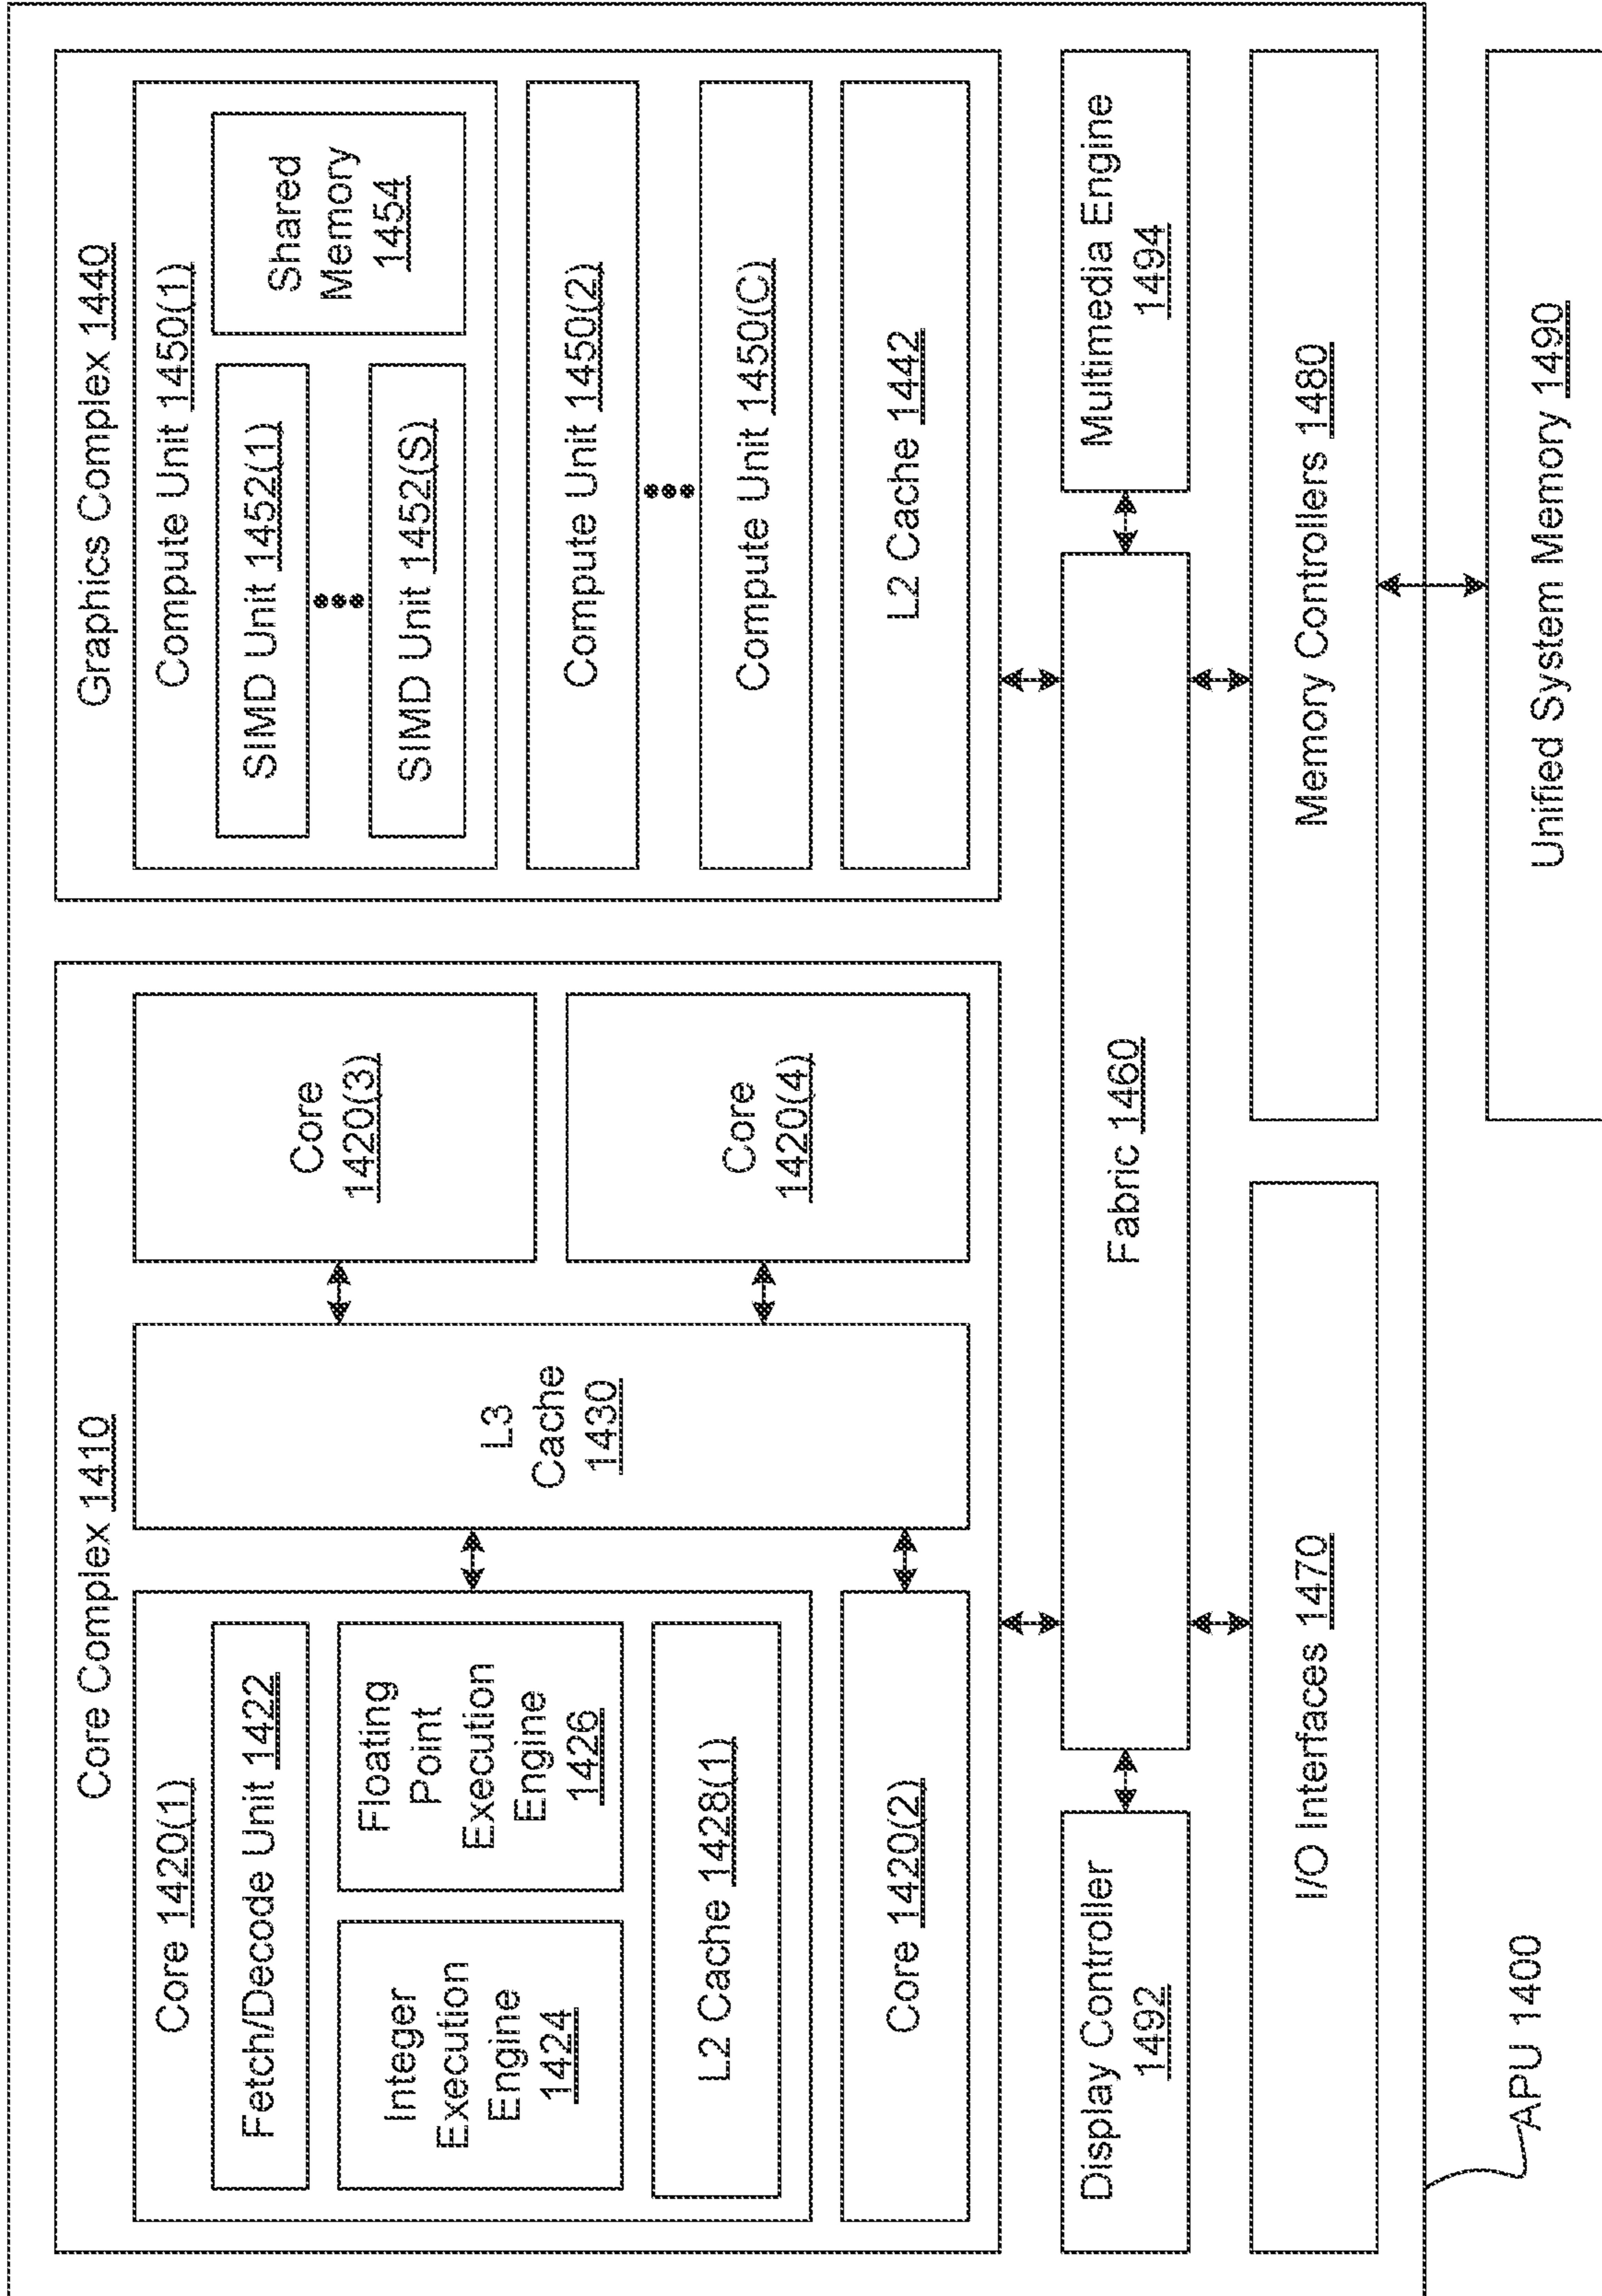 Core Complex 1410
Core 1420(1)
Fetch/Decode Unit 1422
Integer
Execution
Engine
1424
Floating
Point
Execution
Engine
1426
L2 Cache 1428(1)
Core 1420(2)
L3
Cache
1430
Core
1420(3)
Core
1420(4)
Graphics Complex 1440
Compute Unit 1450(1)
SIMD Unit 1452(1)
SIMD Unit 1452(S)
Shared
Memory
1454
Compute Unit 1450(2)
Compute Unit 1450(C)
L2 Cache 1442
Display Controller
1492
Fabric 1460
Multimedia Engine
1494
I/O Interfaces 1470
Memory Controllers 1480
APU 1400
Unified System Memory 1490